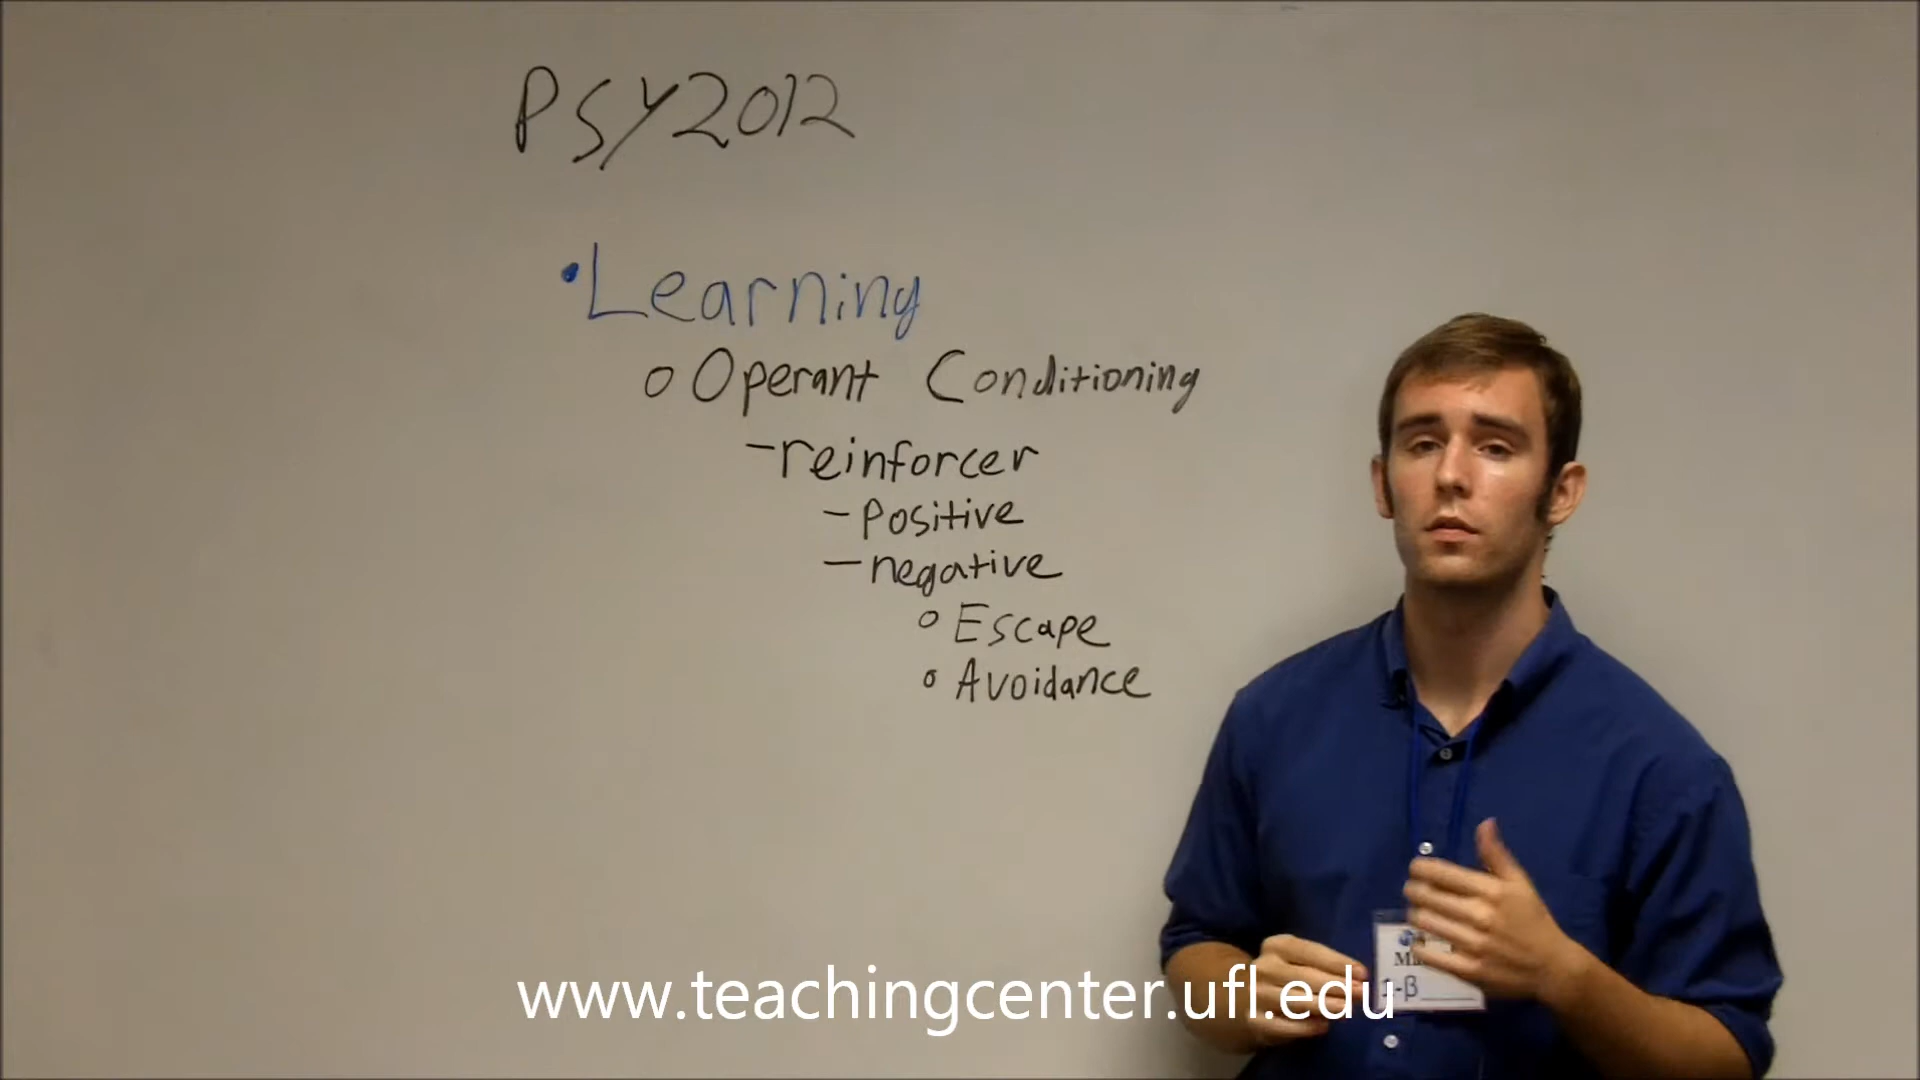 PSY2012
•Learning
o Operant Conditioning
-reinforcer
-Positive
-negative
o Escape
o Avoidance
www.teachingcenter.ufl.edu